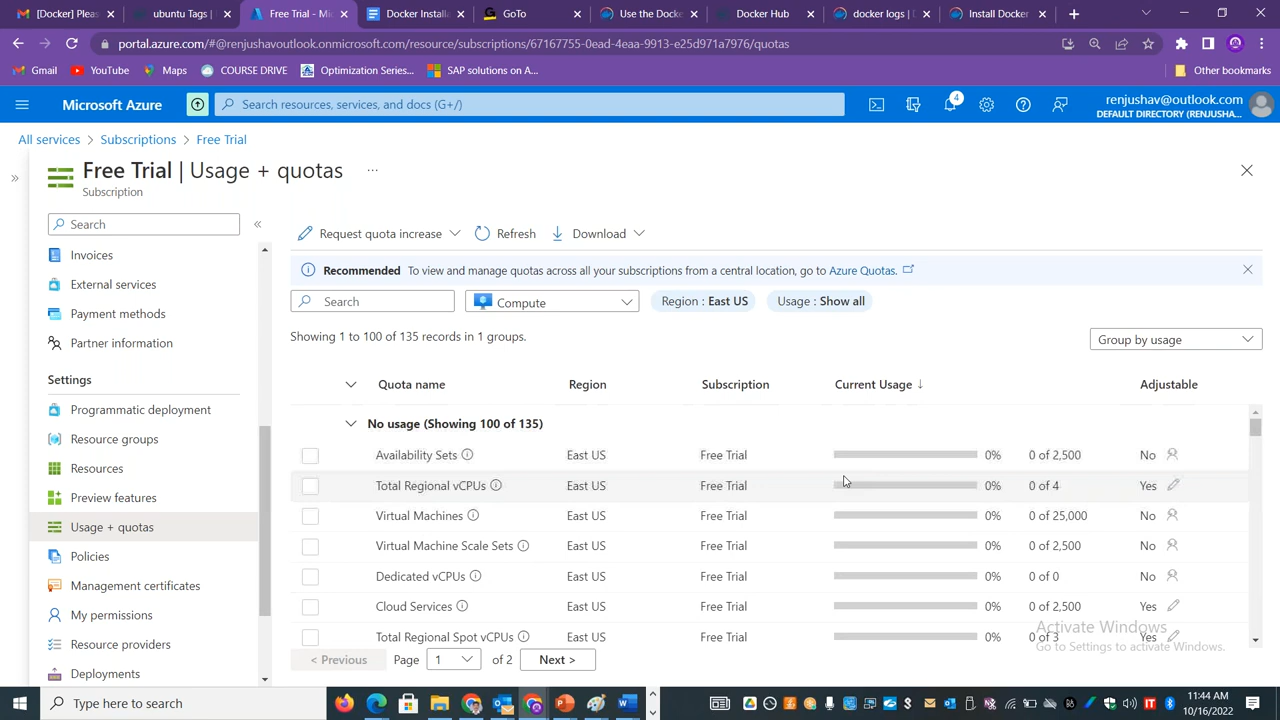 [Docker] Pleas
ubuntu Tags |
Free Trial - Mi
Docker Install
GoTo
Use the Docke
Docker Hub
docker logs | D
Install Docker
portal.azure.com/#@renjushavoutlook.onmicrosoft.com/resource/subscriptions/67167755-0ead-4eaa-9913-e25d971a7976/quotas
Gmail
YouTube
Maps
COURSE DRIVE
Optimization Series...
SAP solutions on A...
Other bookmarks
Microsoft Azure
Search resources, services, and docs (G+/)
4
renjushav@outlook.com
DEFAULT DIRECTORY (RENJUSHA...
All services > Subscriptions > Free Trial
Free Trial | Usage + quotas ...
Subscription
Search
Invoices
External services
Payment methods
Partner information
Settings
Programmatic deployment
Resource groups
Resources
Preview features
Usage + quotas
Policies
Management certificates
My permissions
Resource providers
Deployments
Request quota increase
Refresh
Download
Recommended To view and manage quotas across all your subscriptions from a central location, go to Azure Quotas.
Search
Compute
Region : East US
Usage : Show all
Showing 1 to 100 of 135 records in 1 groups.
Group by usage
Quota name Region Subscription Current Usage ↓ Adjustable
No usage (Showing 100 of 135)
Availability Sets East US Free Trial 0% 0 of 2,500 No
Total Regional vCPUs East US Free Trial 0% 0 of 4 Yes
Virtual Machines East US Free Trial 0% 0 of 25,000 No
Virtual Machine Scale Sets East US Free Trial 0% 0 of 2,500 No
Dedicated vCPUs East US Free Trial 0% 0 of 0 No
Cloud Services East US Free Trial 0% 0 of 2,500 Yes
Total Regional Spot vCPUs East US Free Trial 0% 0 of 3 Yes
Activate Windows
Go to Settings to activate Windows.
< Previous Page 1 of 2 Next >
Type here to search
11:44 AM
10/16/2022